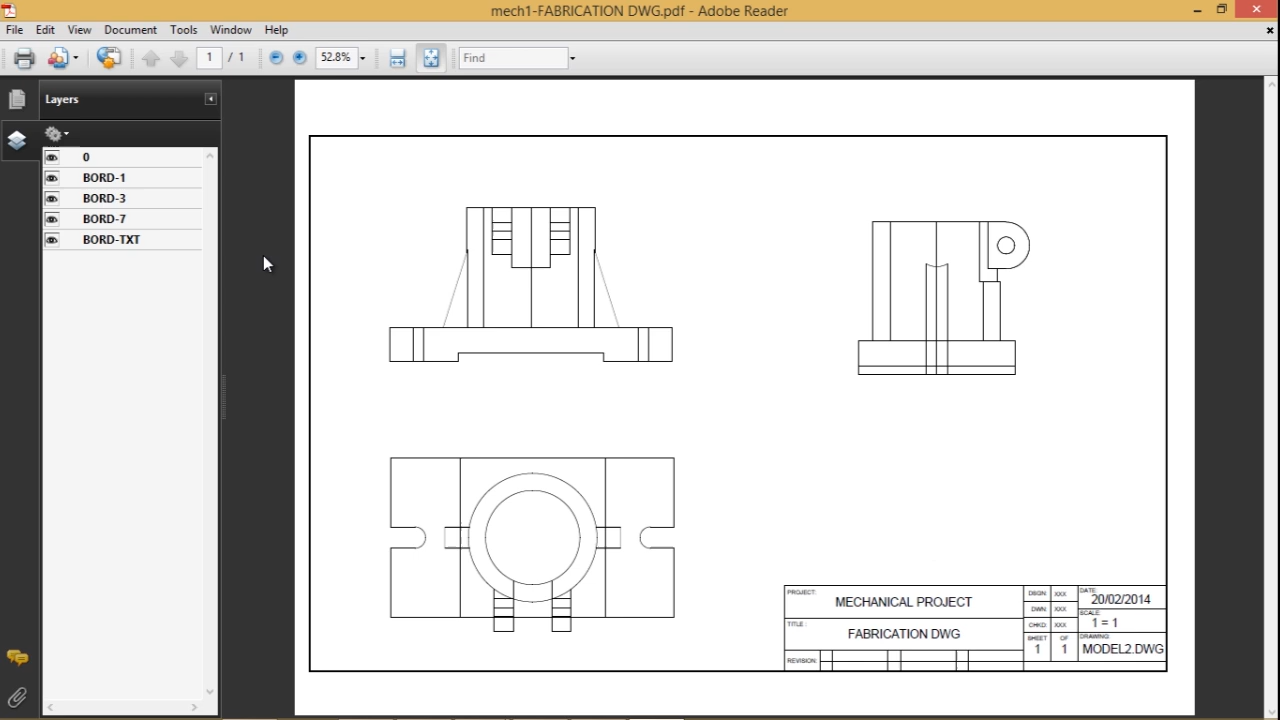 mech1-FABRICATION DWG.pdf - Adobe Reader
File Edit View Document Tools Window Help
1 / 1 52.8% Find
Layers
0
BORD-1
BORD-3
BORD-7
BORD-TXT
PROJECT:
MECHANICAL PROJECT
TITLE :
FABRICATION DWG
REVISION:
DSGN XXX
DWN XXX
CHKD XXX
SHEET OF
1 1
DATE:
20/02/2014
SCALE:
1 = 1
DRAWING:
MODEL2.DWG